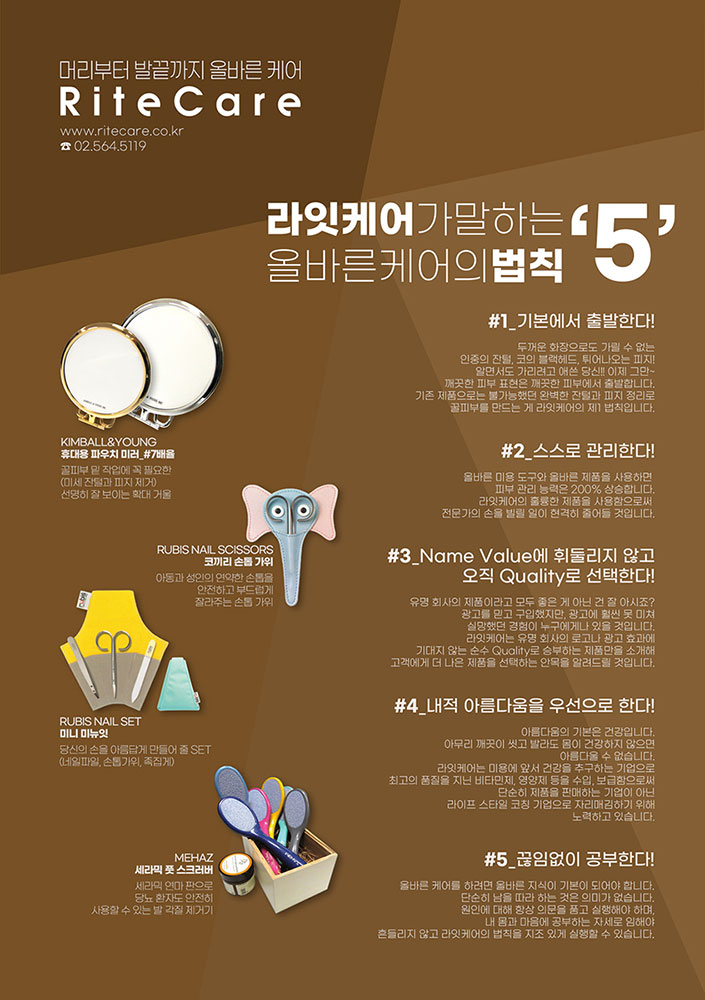 머리부터 발끝까지 올바른 케어
RiteCare
www.ritecare.co.kr
☎ 02.564.5119
라잇케어가말하는
올바른케어의법칙
‘5’
#1_기본에서 출발한다!
두꺼운 화장으로도 가릴 수 없는
인중의 잔털, 코의 블랙헤드, 튀어나오는 피지!
알면서도 가리려고 애쓴 당신!! 이제 그만~
깨끗한 피부 표현은 깨끗한 피부에서 출발합니다.
기존 제품으로는 불가능했던 완벽한 잔털과 피지 정리로
꿀피부를 만드는 게 라잇케어의 제1 법칙입니다.
KIMBALL&YOUNG
휴대용 파우치 미러_#7배율
꿀피부 밑 작업에 꼭 필요한
(미세 잔털과 피지 제거)
선명히 잘 보이는 확대 거울
#2_스스로 관리한다!
올바른 미용 도구와 올바른 제품을 사용하면
피부 관리 능력은 200% 상승합니다.
라잇케어의 훌륭한 제품을 사용함으로써
전문가의 손을 빌릴 일이 현격히 줄어들 것입니다.
RUBIS NAIL SCISSORS
코끼리 손톱 가위
아동과 성인의 연약한 손톱을
안전하고 부드럽게
잘라주는 손톱 가위
#3_Name Value에 휘둘리지 않고
오직 Quality로 선택한다!
유명 회사의 제품이라고 모두 좋은 게 아닌 건 잘 아시죠?
광고를 믿고 구입했지만, 광고에 훨씬 못 미쳐
실망했던 경험이 누구에게나 있을 것입니다.
라잇케어는 유명 회사의 로고나 광고 효과에
기대지 않는 순수 Quality로 승부하는 제품만을 소개해
고객에게 더 나은 제품을 선택하는 안목을 알려드릴 것입니다.
RUBIS NAIL SET
미니 미뉴잇
당신의 손을 아름답게 만들어 줄 SET
(네일파일, 손톱가위, 족집게)
#4_내적 아름다움을 우선으로 한다!
아름다움의 기본은 건강입니다.
아무리 깨끗이 씻고 발라도 몸이 건강하지 않으면
아름다울 수 없습니다.
라잇케어는 미용에 앞서 건강을 추구하는 기업으로
최고의 품질을 지닌 비타민제, 영양제 등을 수입, 보급함으로써
단순히 제품을 판매하는 기업이 아닌
라이프 스타일 코칭 기업으로 자리매김하기 위해
노력하고 있습니다.
MEHAZ
세라믹 풋 스크러버
세라믹 연마 판으로
당뇨 환자도 안전히
사용할 수 있는 발 각질 제거기
#5_끊임없이 공부한다!
올바른 케어를 하려면 올바른 지식이 기본이 되어야 합니다.
단순히 남을 따라 하는 것은 의미가 없습니다.
원인에 대해 항상 의문을 품고 실행해야 하며,
내 몸과 마음에 공부하는 자세로 임해야
흔들리지 않고 라잇케어의 법칙을 지조 있게 실행할 수 있습니다.